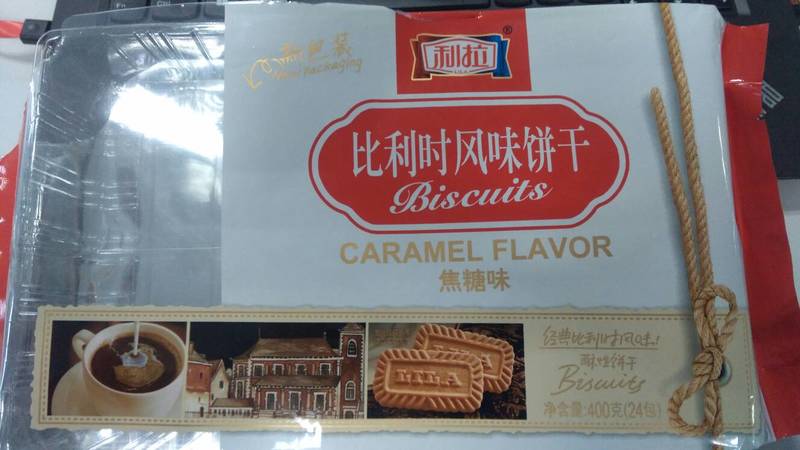 新包装
New Packaging
利拉
LILA
®
比利时风味饼干
Biscuits
CARAMEL FLAVOR
焦糖味
LILA
经典比利时风味!
酥性饼干
Biscuits
净含量:400克(24包)